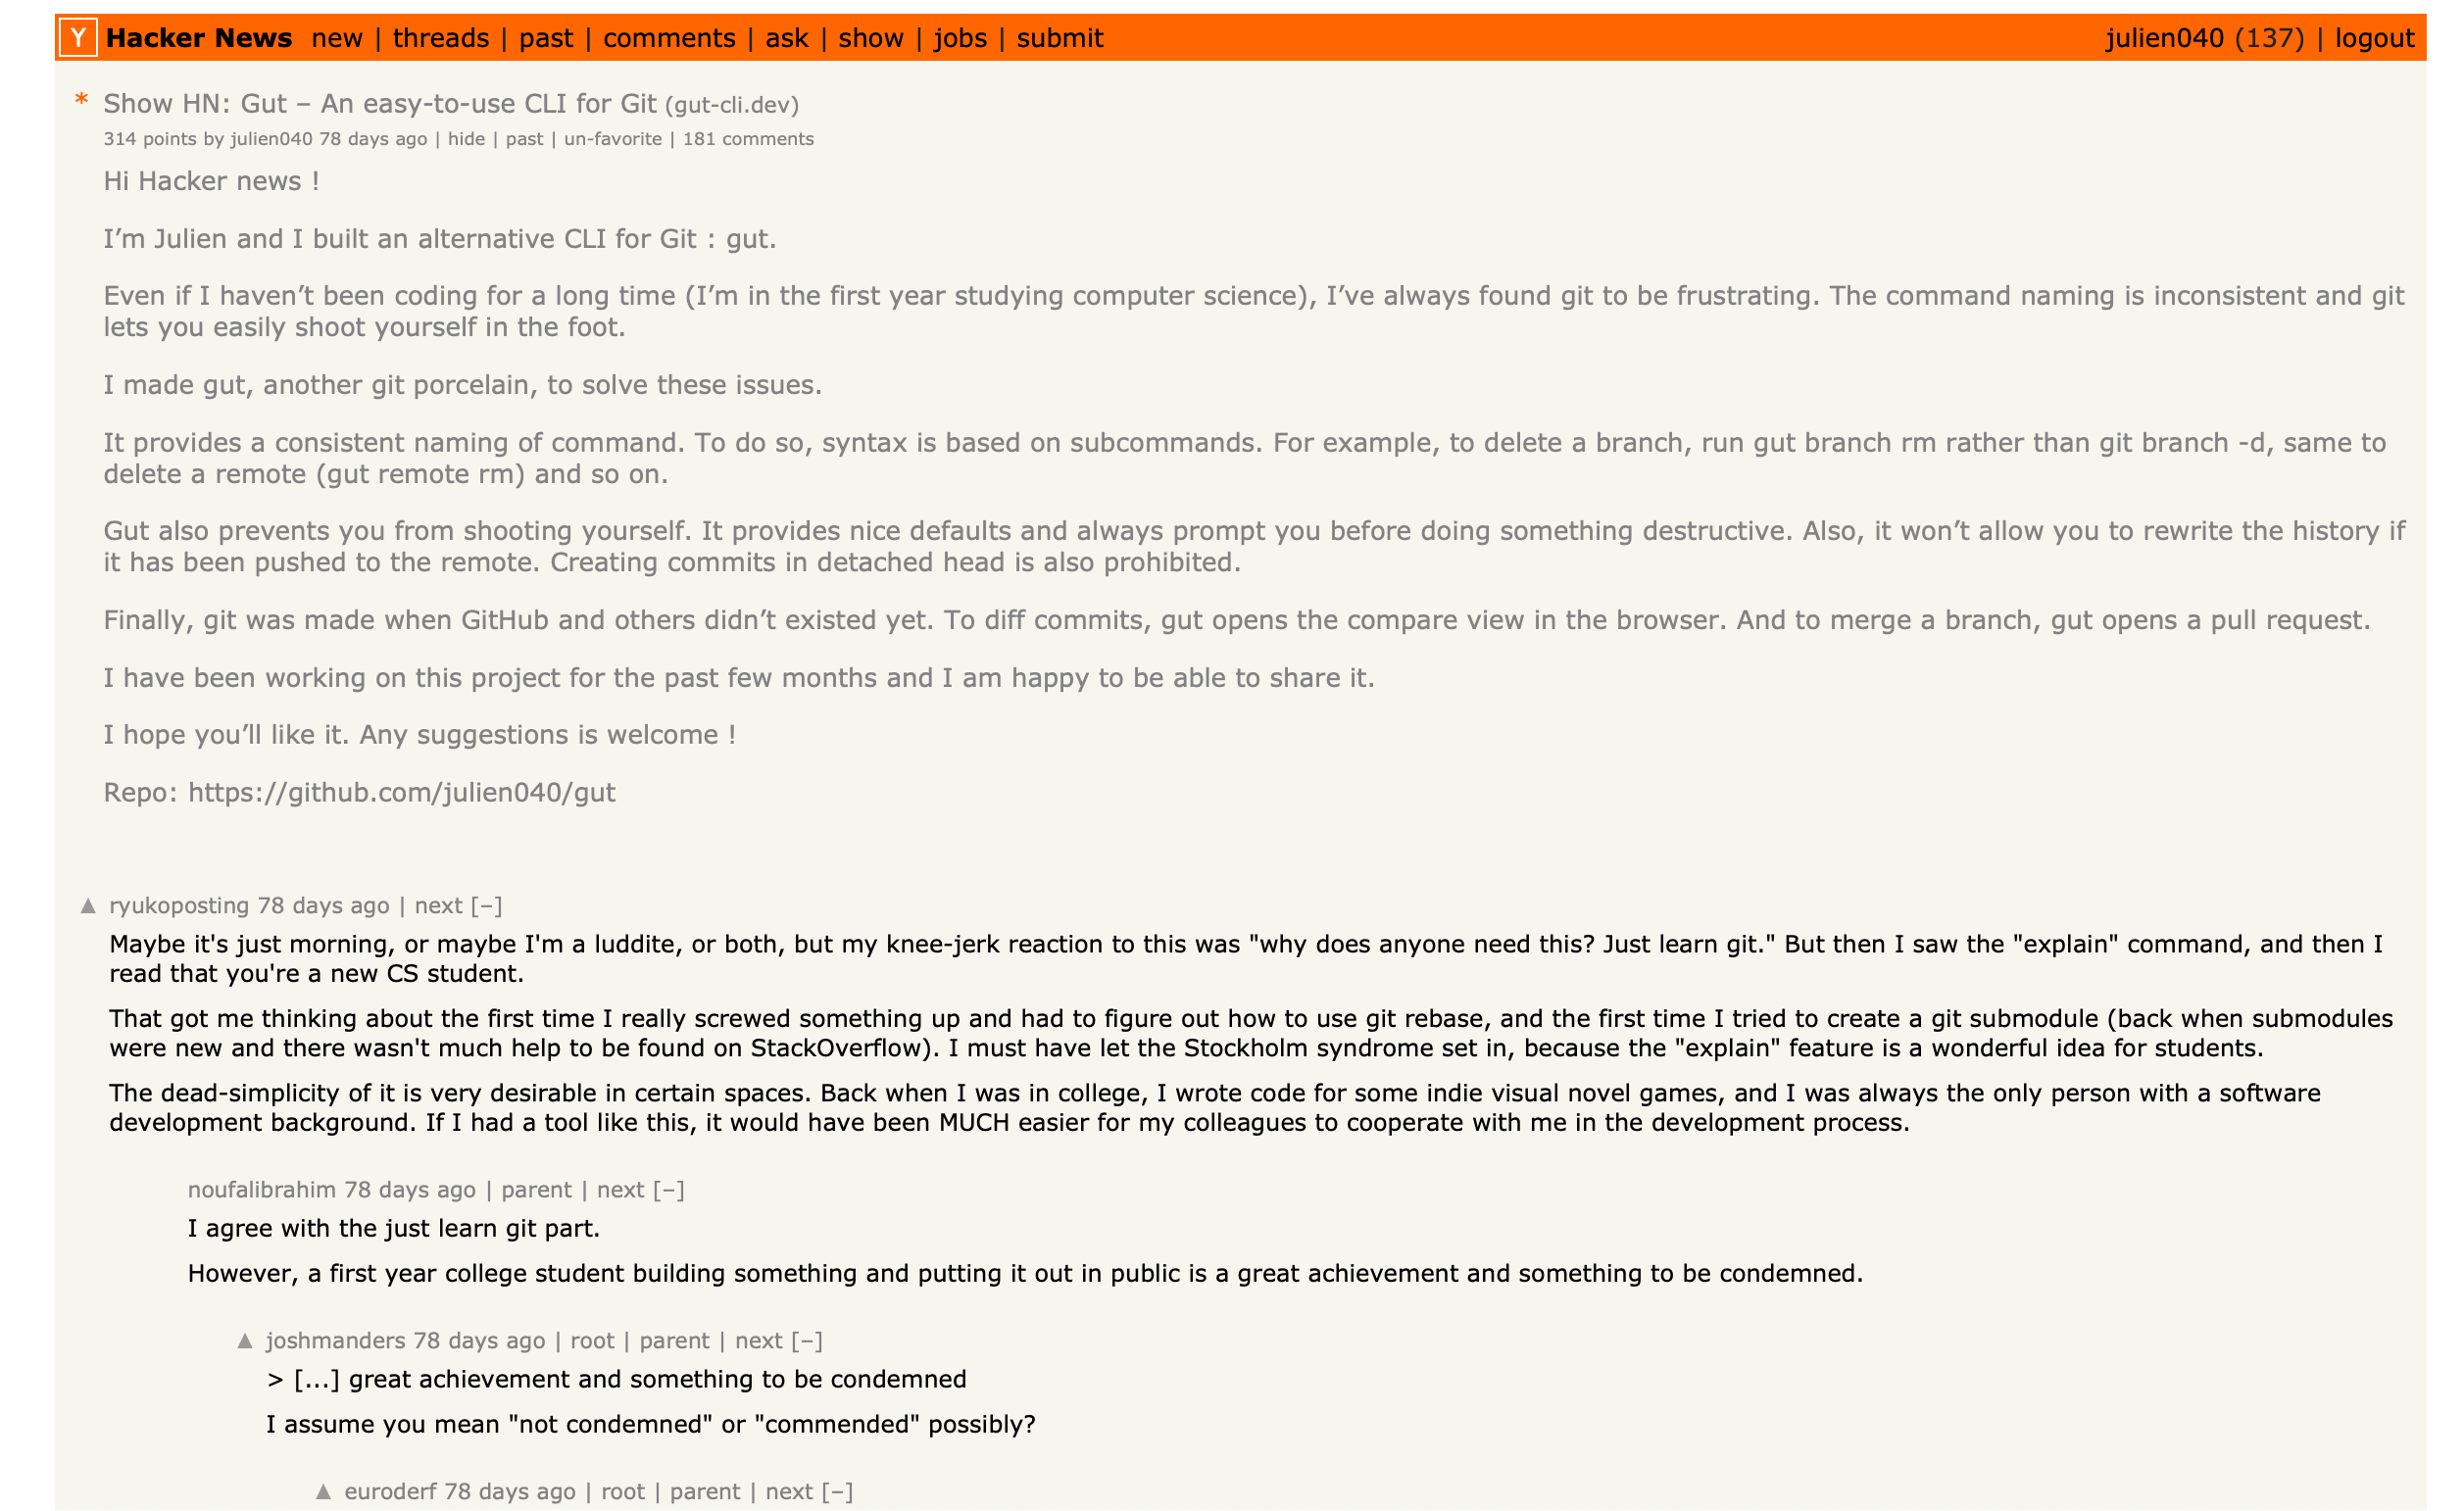 Y Hacker News new | threads | past | comments | ask | show | jobs | submit julien040 (137) | logout
* Show HN: Gut – An easy-to-use CLI for Git (gut-cli.dev)
314 points by julien040 78 days ago | hide | past | un-favorite | 181 comments
Hi Hacker news !
I’m Julien and I built an alternative CLI for Git : gut.
Even if I haven’t been coding for a long time (I’m in the first year studying computer science), I’ve always found git to be frustrating. The command naming is inconsistent and git
lets you easily shoot yourself in the foot.
I made gut, another git porcelain, to solve these issues.
It provides a consistent naming of command. To do so, syntax is based on subcommands. For example, to delete a branch, run gut branch rm rather than git branch -d, same to
delete a remote (gut remote rm) and so on.
Gut also prevents you from shooting yourself. It provides nice defaults and always prompt you before doing something destructive. Also, it won’t allow you to rewrite the history if
it has been pushed to the remote. Creating commits in detached head is also prohibited.
Finally, git was made when GitHub and others didn’t existed yet. To diff commits, gut opens the compare view in the browser. And to merge a branch, gut opens a pull request.
I have been working on this project for the past few months and I am happy to be able to share it.
I hope you’ll like it. Any suggestions is welcome !
Repo: https://github.com/julien040/gut
▲ ryukoposting 78 days ago | next [–]
Maybe it's just morning, or maybe I'm a luddite, or both, but my knee-jerk reaction to this was "why does anyone need this? Just learn git." But then I saw the "explain" command, and then I
read that you're a new CS student.
That got me thinking about the first time I really screwed something up and had to figure out how to use git rebase, and the first time I tried to create a git submodule (back when submodules
were new and there wasn't much help to be found on StackOverflow). I must have let the Stockholm syndrome set in, because the "explain" feature is a wonderful idea for students.
The dead-simplicity of it is very desirable in certain spaces. Back when I was in college, I wrote code for some indie visual novel games, and I was always the only person with a software
development background. If I had a tool like this, it would have been MUCH easier for my colleagues to cooperate with me in the development process.
noufalibrahim 78 days ago | parent | next [–]
I agree with the just learn git part.
However, a first year college student building something and putting it out in public is a great achievement and something to be condemned.
▲ joshmanders 78 days ago | root | parent | next [–]
> [...] great achievement and something to be condemned
I assume you mean "not condemned" or "commended" possibly?
▲ euroderf 78 days ago | root | parent | next [–]